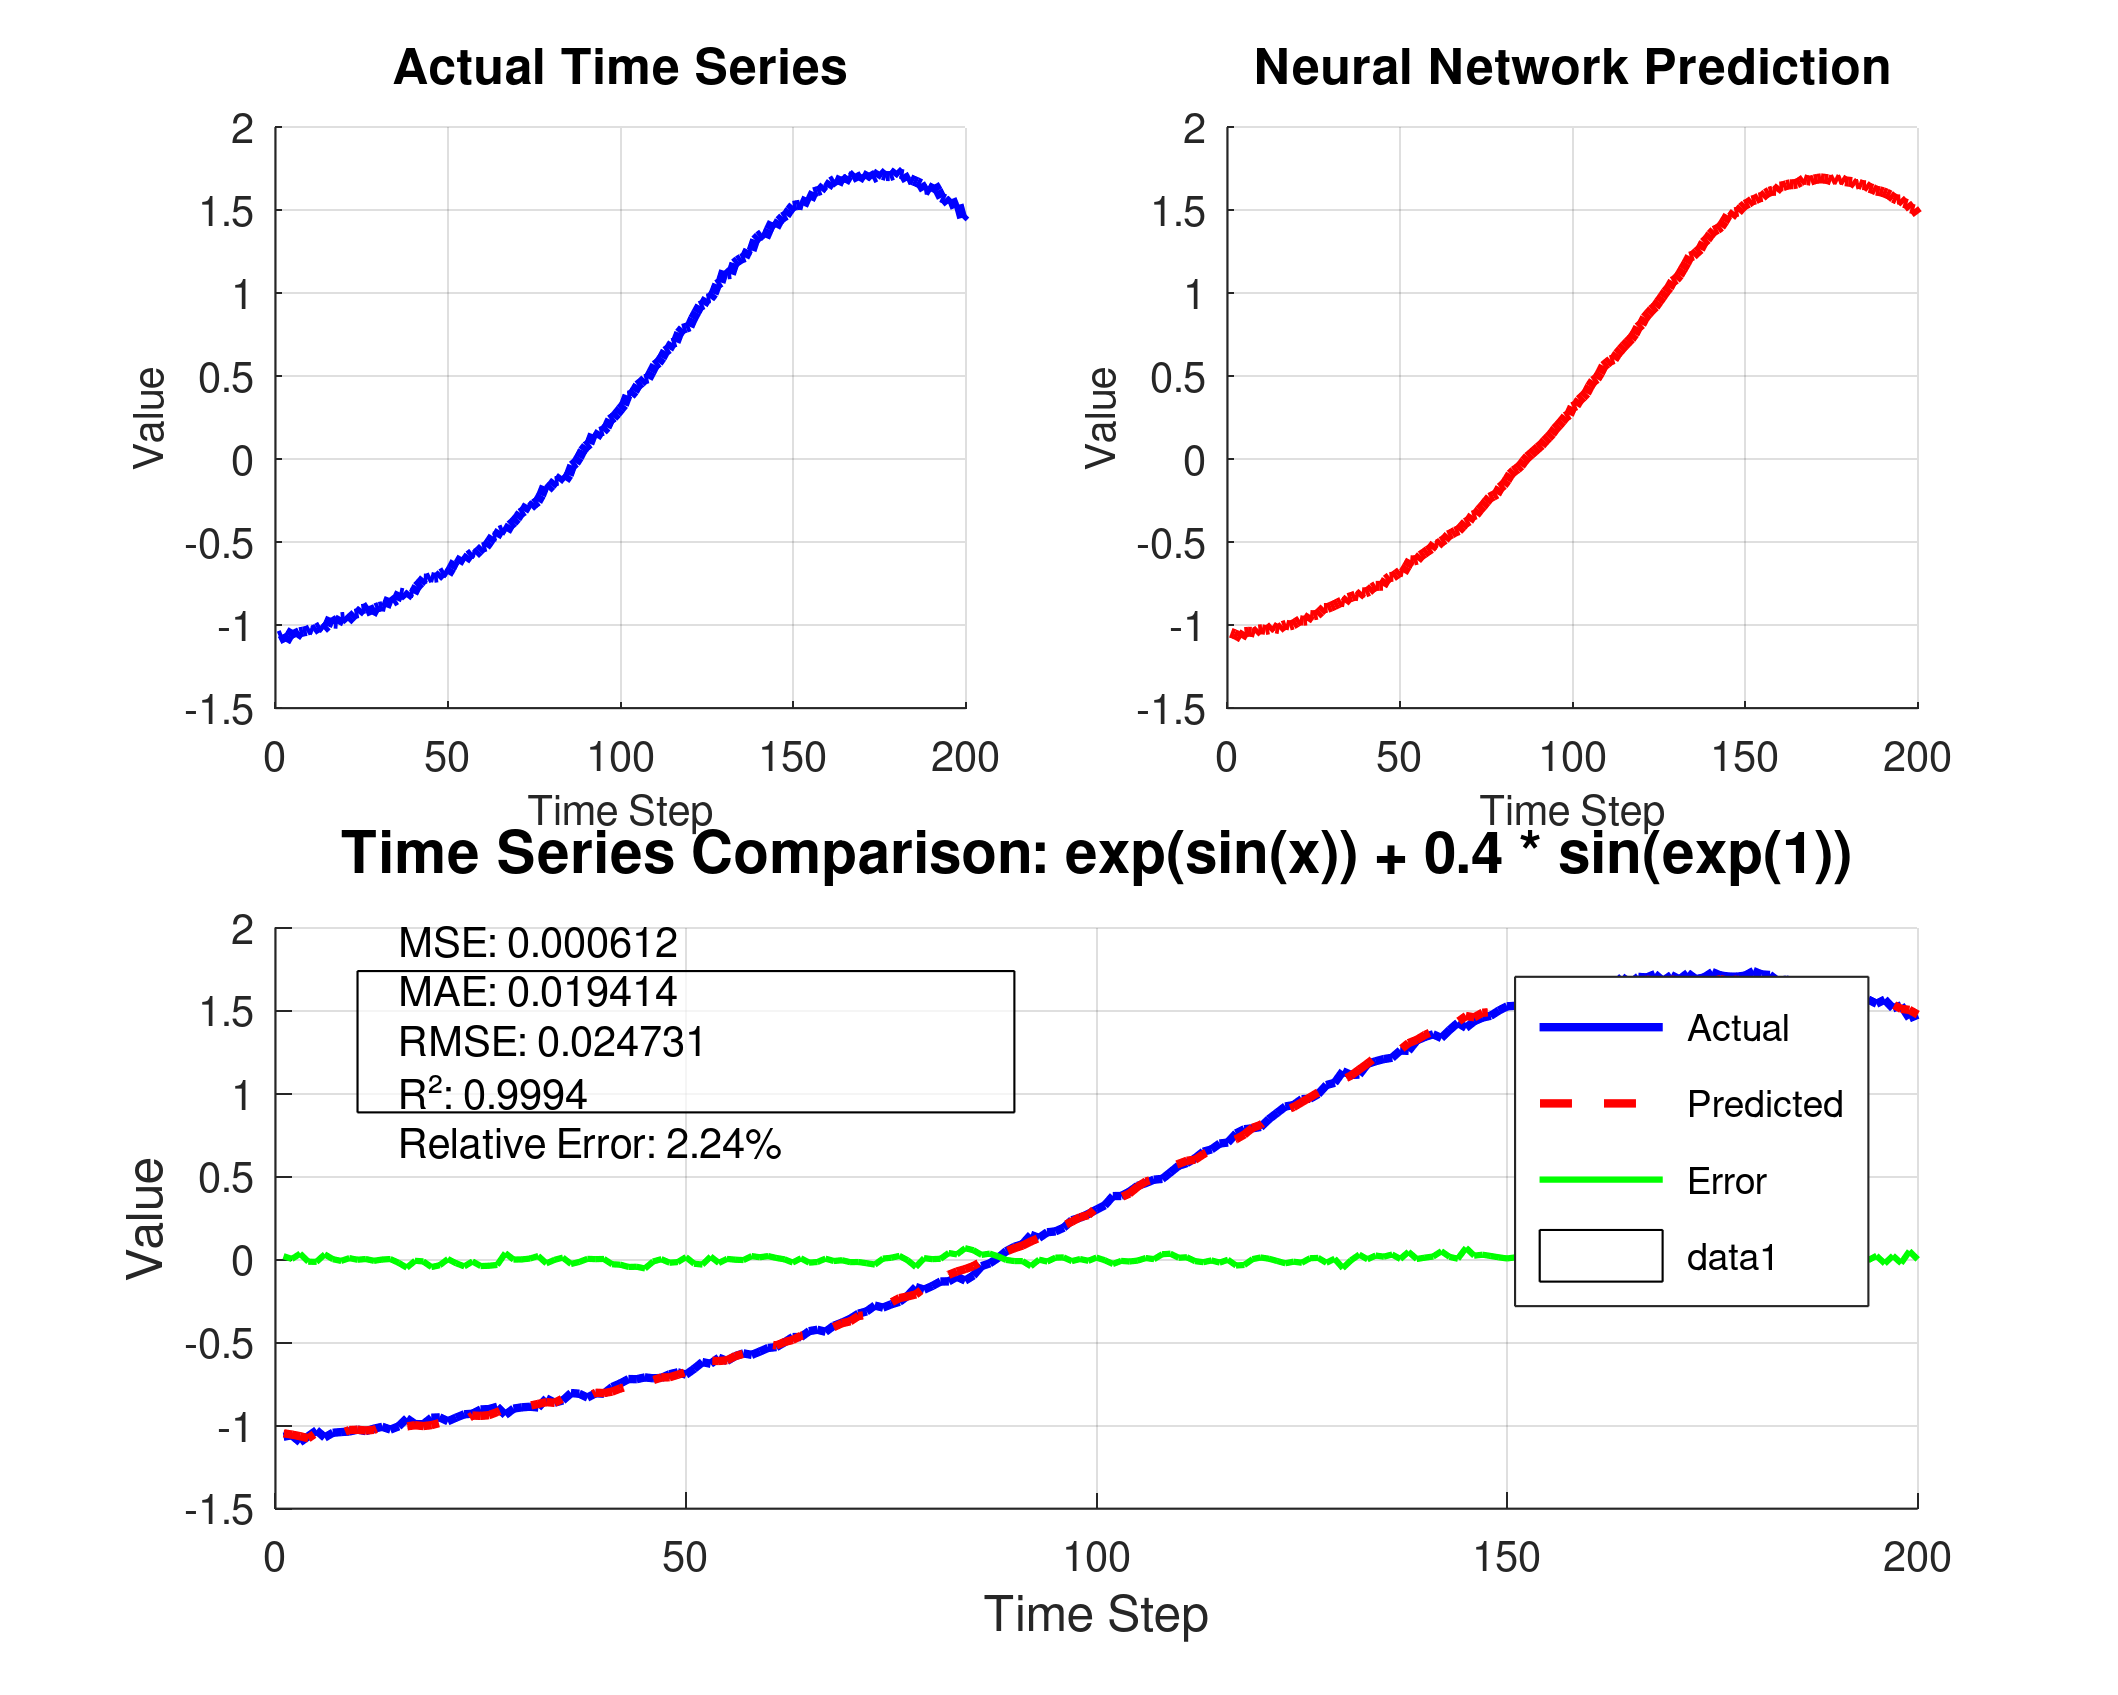 Actual Time Series
2
1.5
1
0.5
0
-0.5
-1
-1.5
Value
0 50 100 150 200
Time Step
Neural Network Prediction
2
1.5
1
0.5
0
-0.5
-1
-1.5
Value
0 50 100 150 200
Time Step
Time Series Comparison: exp(sin(x)) + 0.4 * sin(exp(1))
2
1.5
1
0.5
0
-0.5
-1
-1.5
Value
MSE: 0.000612
MAE: 0.019414
RMSE: 0.024731
R²: 0.9994
Relative Error: 2.24%
Actual
Predicted
Error
data1
0 50 100 150 200
Time Step